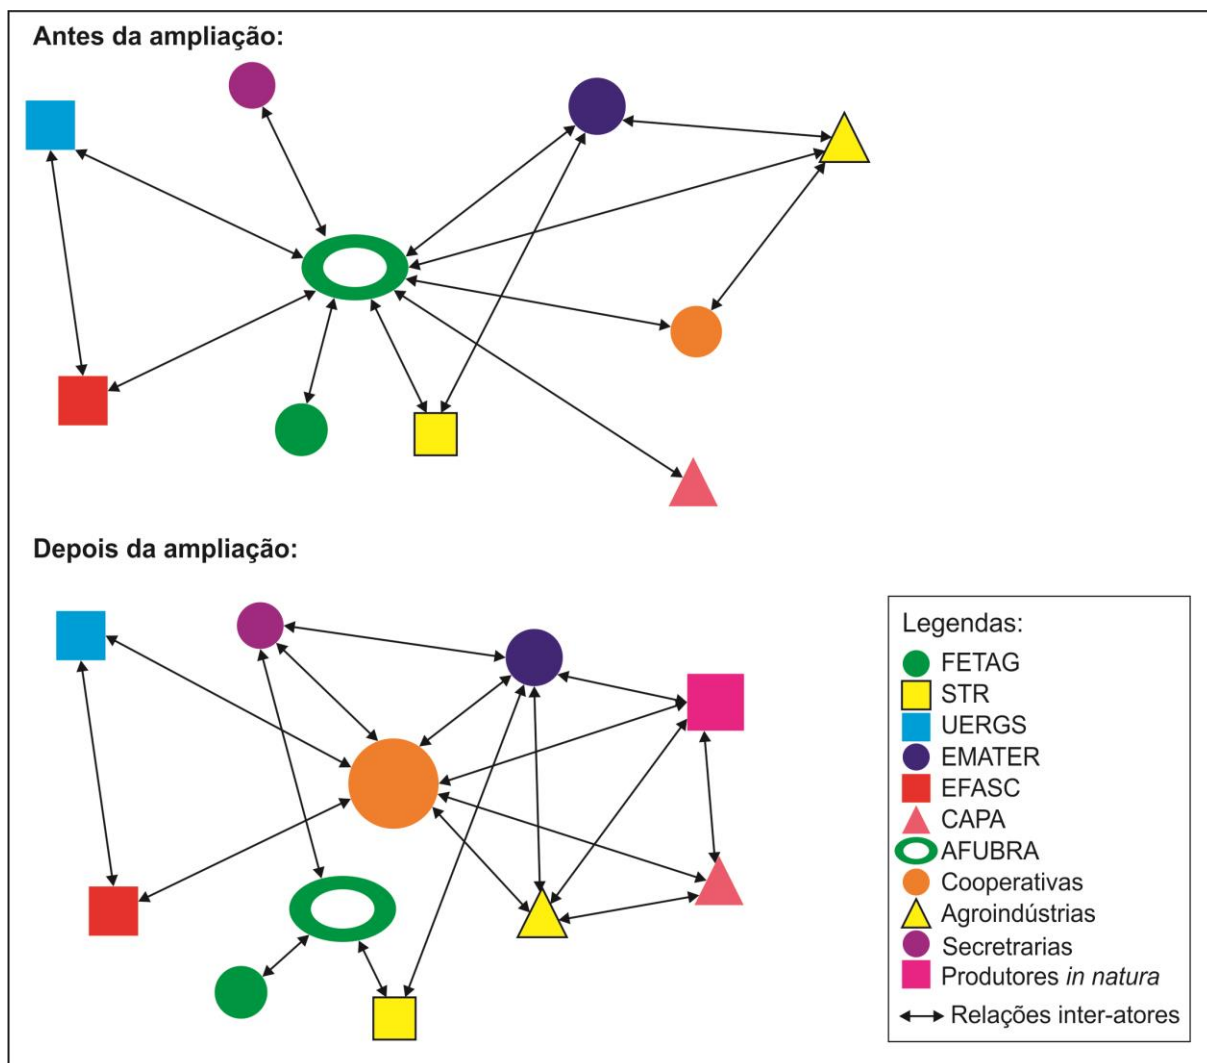 Antes da ampliação:
Depois da ampliação:
Legendas:
FETAG
STR
UERGS
EMATER
EFASC
CAPA
AFUBRA
Cooperativas
Agroindústrias
Secretrarias
Produtores in natura
Relações inter-atores